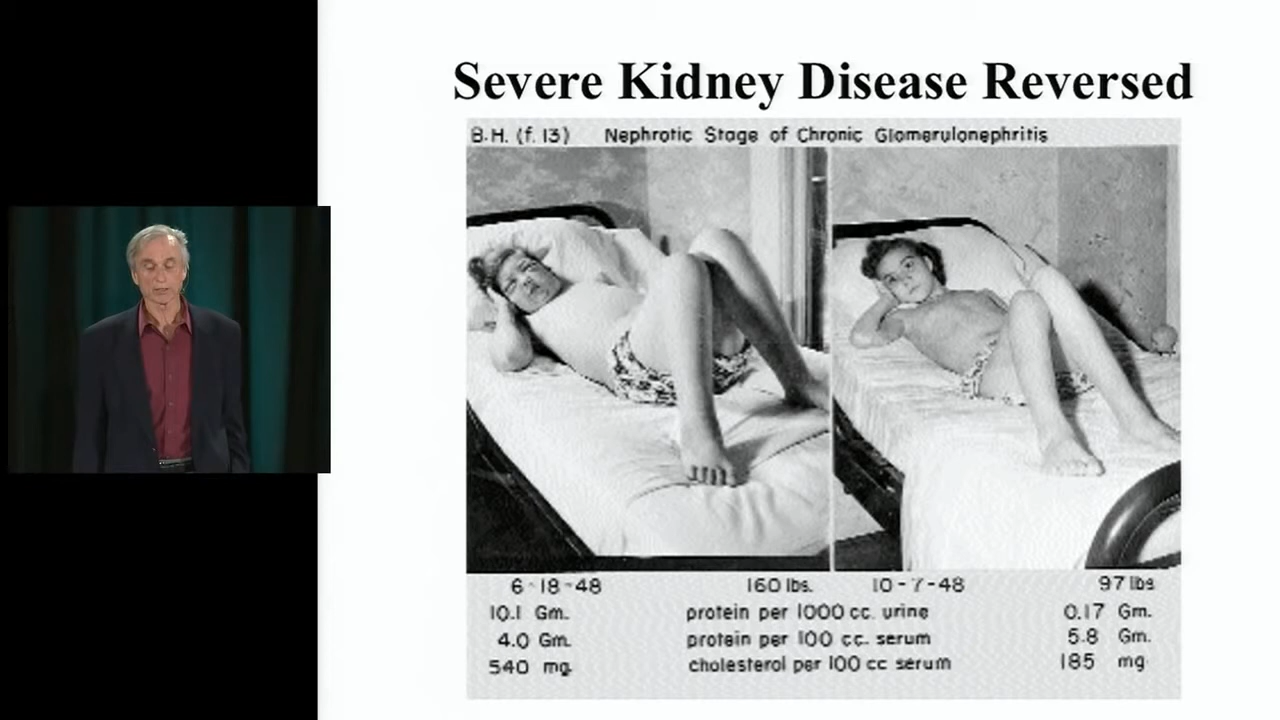 Severe Kidney Disease Reversed
B.H. (f. 13) Nephrotic Stage of Chronic Glomerulonephritis
6-18-48 160 lbs. 10-7-48 97 lbs
10.1 Gm. protein per 1000 cc. urine 0.17 Gm.
4.0 Gm. protein per 100 cc. serum 5.8 Gm.
540 mg. cholesterol per 100 cc serum 185 mg